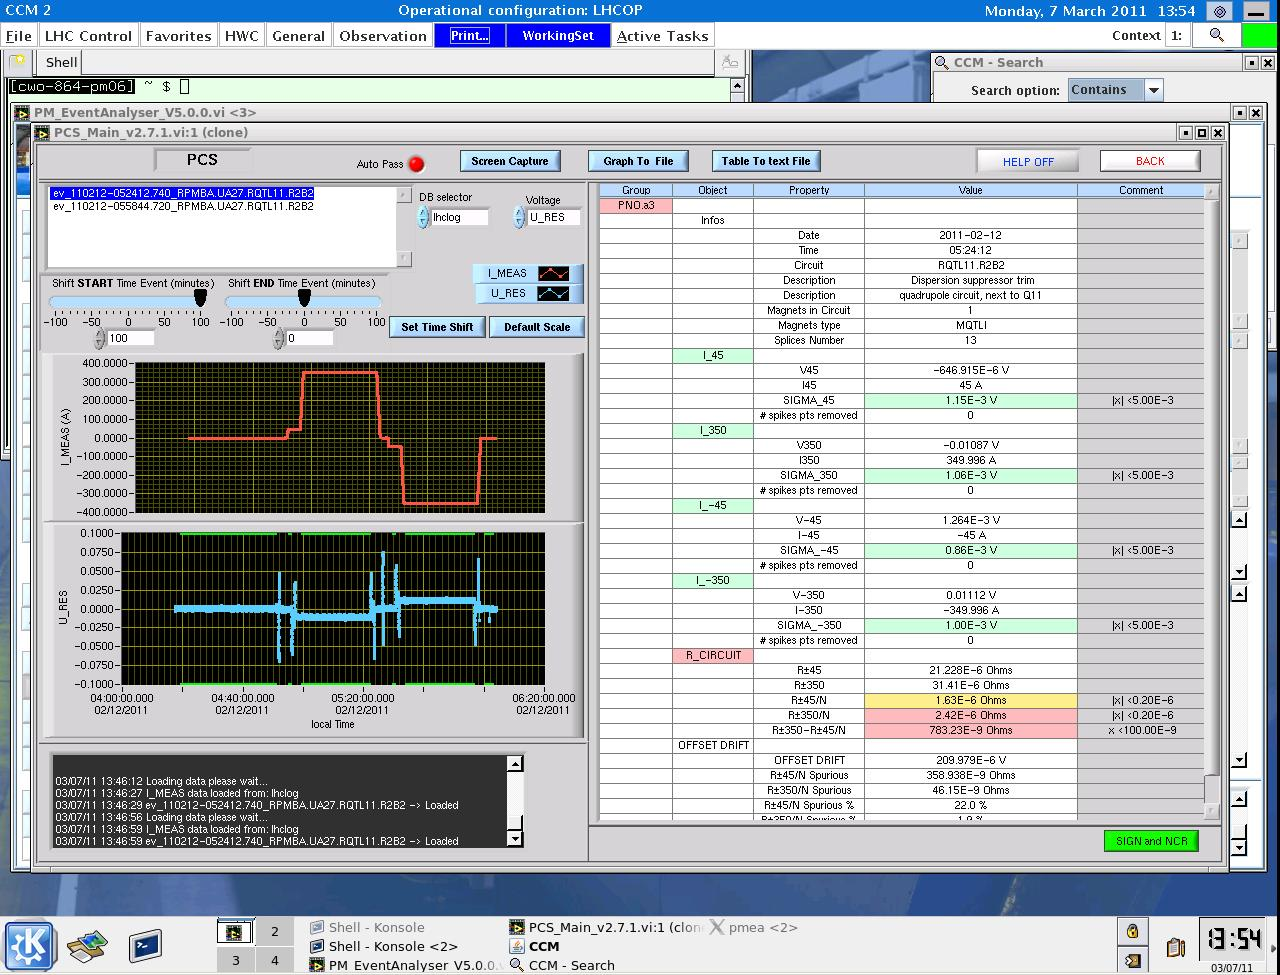 CCM 2 Operational configuration: LHCOP Monday, 7 March 2011 13:54
File LHC Control Favorites HWC General Observation Print... WorkingSet Active Tasks Context 1:
Shell
[cwo-864-pm06] ~ $
CCM - Search
Search option: Contains
PM_EventAnalyser_V5.0.0.vi <3>
PCS_Main_v2.7.1.vi:1 (clone)
PCS Auto Pass Screen Capture Graph To File Table To text File HELP OFF BACK
ev_110212-052412.740_RPMBA.UA27.RQTL11.R2B2
ev_110212-055844.720_RPMBA.UA27.RQTL11.R2B2
DB selector
lhclog
Voltage
U_RES
I_MEAS
U_RES
Shift START Time Event (minutes)
-100 -50 0 50 100
100
Shift END Time Event (minutes)
-100 -50 0 50 100
0
Set Time Shift Default Scale
400.0000
300.0000
200.0000
100.0000
0.0000
-100.0000
-200.0000
-300.0000
-400.0000
I_MEAS (A)
0.1000
0.0750
0.0500
0.0250
0.0000
-0.0250
-0.0500
-0.0750
-0.1000
U_RES
04:00:00.000 04:40:00.000 05:20:00.000 06:20:00.000
02/12/2011 02/12/2011 02/12/2011 02/12/2011
local Time
03/07/11 13:46:12 Loading data please wait...
03/07/11 13:46:27 I_MEAS data loaded from: lhclog
03/07/11 13:46:29 ev_110212-052412.740_RPMBA.UA27.RQTL11.R2B2 -> Loaded
03/07/11 13:46:56 Loading data please wait...
03/07/11 13:46:59 I_MEAS data loaded from: lhclog
03/07/11 13:46:59 ev_110212-052412.740_RPMBA.UA27.RQTL11.R2B2 -> Loaded
Group Object Property Value Comment
PNO.a3
Infos
Date 2011-02-12
Time 05:24:12
Circuit RQTL11.R2B2
Description Dispersion suppressor trim
Description quadrupole circuit, next to Q11
Magnets in Circuit 1
Magnets type MQTLI
Splices Number 13
I_45
V45 -646.915E-6 V
I45 45 A
SIGMA_45 1.15E-3 V |x| <5.00E-3
# spikes pts removed 0
I_350
V350 -0.01087 V
I350 349.996 A
SIGMA_350 1.06E-3 V |x| <5.00E-3
# spikes pts removed 0
I_-45
V-45 1.264E-3 V
I-45 -45 A
SIGMA_-45 0.86E-3 V |x| <5.00E-3
# spikes pts removed 0
I_-350
V-350 0.01112 V
I-350 -349.996 A
SIGMA_-350 1.00E-3 V |x| <5.00E-3
# spikes pts removed 0
R_CIRCUIT
R±45 21.228E-6 Ohms
R±350 31.41E-6 Ohms
R±45/N 1.63E-6 Ohms |x| <0.20E-6
R±350/N 2.42E-6 Ohms |x| <0.20E-6
R±350-R±45/N 783.23E-9 Ohms x <100.00E-9
OFFSET DRIFT
OFFSET DRIFT 209.979E-6 V
R±45/N Spurious 358.938E-9 Ohms
R±350/N Spurious 46.15E-9 Ohms
R±45/N Spurious % 22.0 %
R±350/N Spurious % 1.9 %
SIGN and NCR
2
3 4
Shell - Konsole
Shell - Konsole <2>
PM_EventAnalyser_V5.0.0.
PCS_Main_v2.7.1.vi:1 (clon
CCM
CCM - Search
pmea <2>
13:54
03/07/11